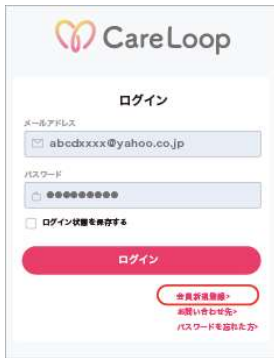 CareLoop
ログイン
メールアドレス
abcdxxxx@yahoo.co.jp
パスワード
●●●●●●●●●
ログイン状態を保存する
ログイン
会員新規登録>
お問い合わせ先>
パスワードを忘れた方>